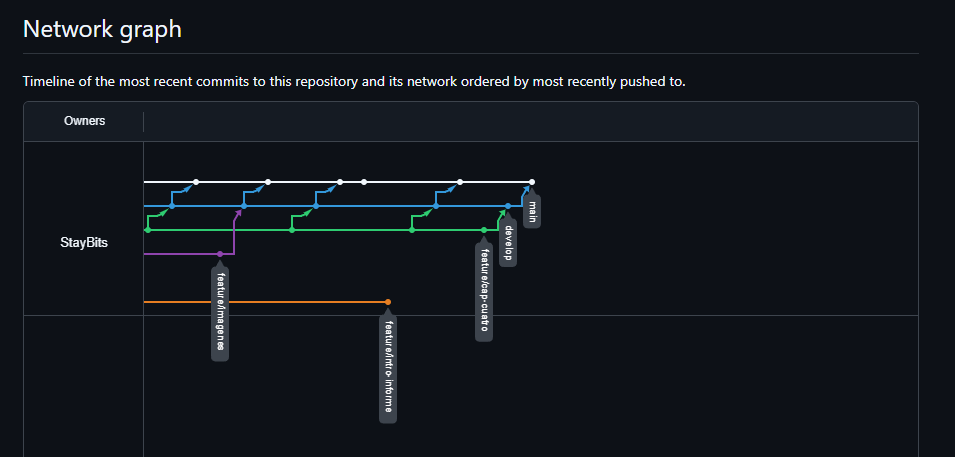 Network graph
Timeline of the most recent commits to this repository and its network ordered by most recently pushed to.
Owners
StayBits
main
develop
feature/cap-cuatro
feature/imagenes
feature/intro-informe